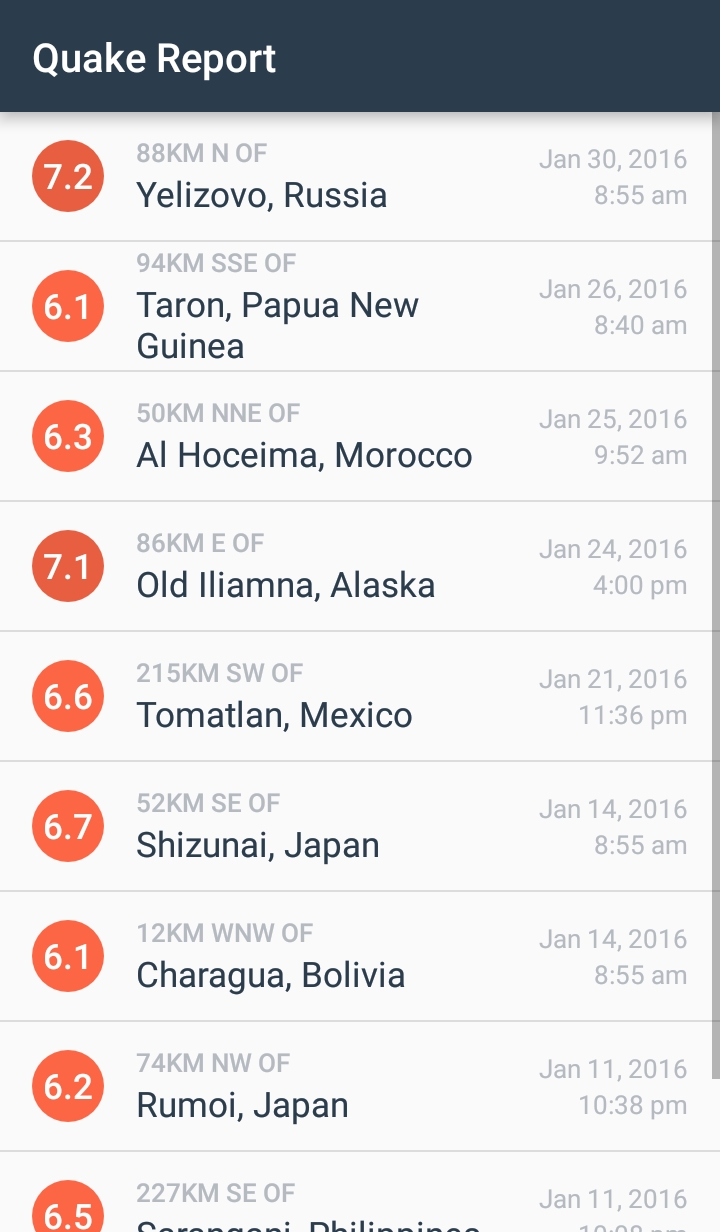 Quake Report
7.2
88KM N OF
Yelizovo, Russia
Jan 30, 2016
8:55 am
6.1
94KM SSE OF
Taron, Papua New
Guinea
Jan 26, 2016
8:40 am
6.3
50KM NNE OF
Al Hoceima, Morocco
Jan 25, 2016
9:52 am
7.1
86KM E OF
Old Iliamna, Alaska
Jan 24, 2016
4:00 pm
6.6
215KM SW OF
Tomatlan, Mexico
Jan 21, 2016
11:36 pm
6.7
52KM SE OF
Shizunai, Japan
Jan 14, 2016
8:55 am
6.1
12KM WNW OF
Charagua, Bolivia
Jan 14, 2016
8:55 am
6.2
74KM NW OF
Rumoi, Japan
Jan 11, 2016
10:38 pm
6.5
227KM SE OF
Sarangani, Philippines
Jan 11, 2016